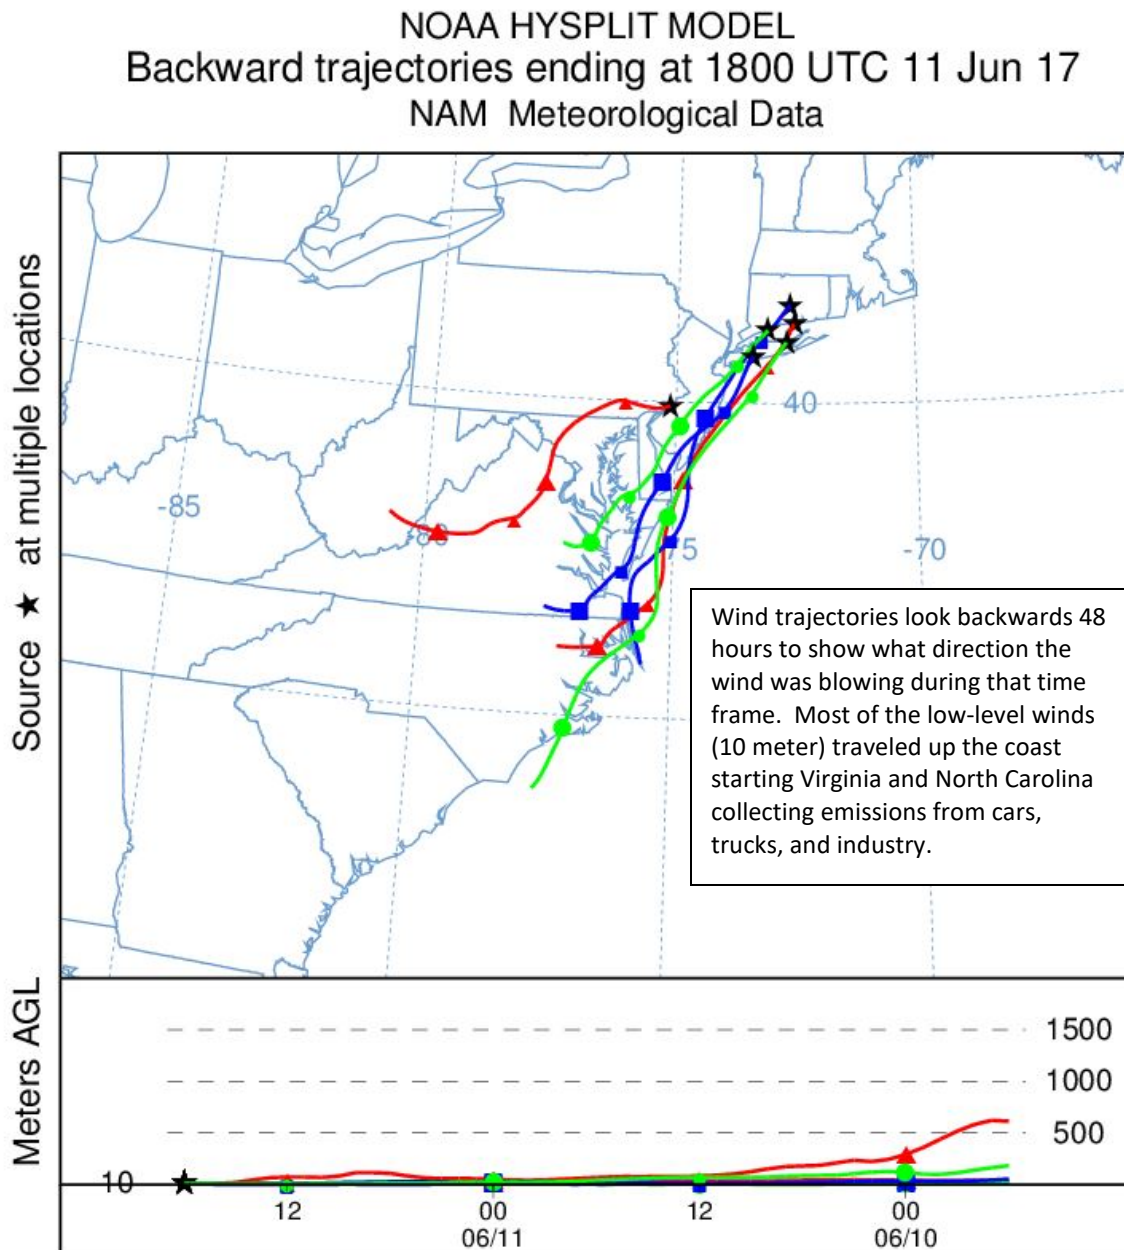 NOAA HYSPLIT MODEL
Backward trajectories ending at 1800 UTC 11 Jun 17
NAM Meteorological Data
Source ★ at multiple locations
40
-85
80
75
-70
Wind trajectories look backwards 48
hours to show what direction the
wind was blowing during that time
frame. Most of the low-level winds
(10 meter) traveled up the coast
starting Virginia and North Carolina
collecting emissions from cars,
trucks, and industry.
Meters AGL
1500
1000
500
10
12 00 12 00
06/11 06/10